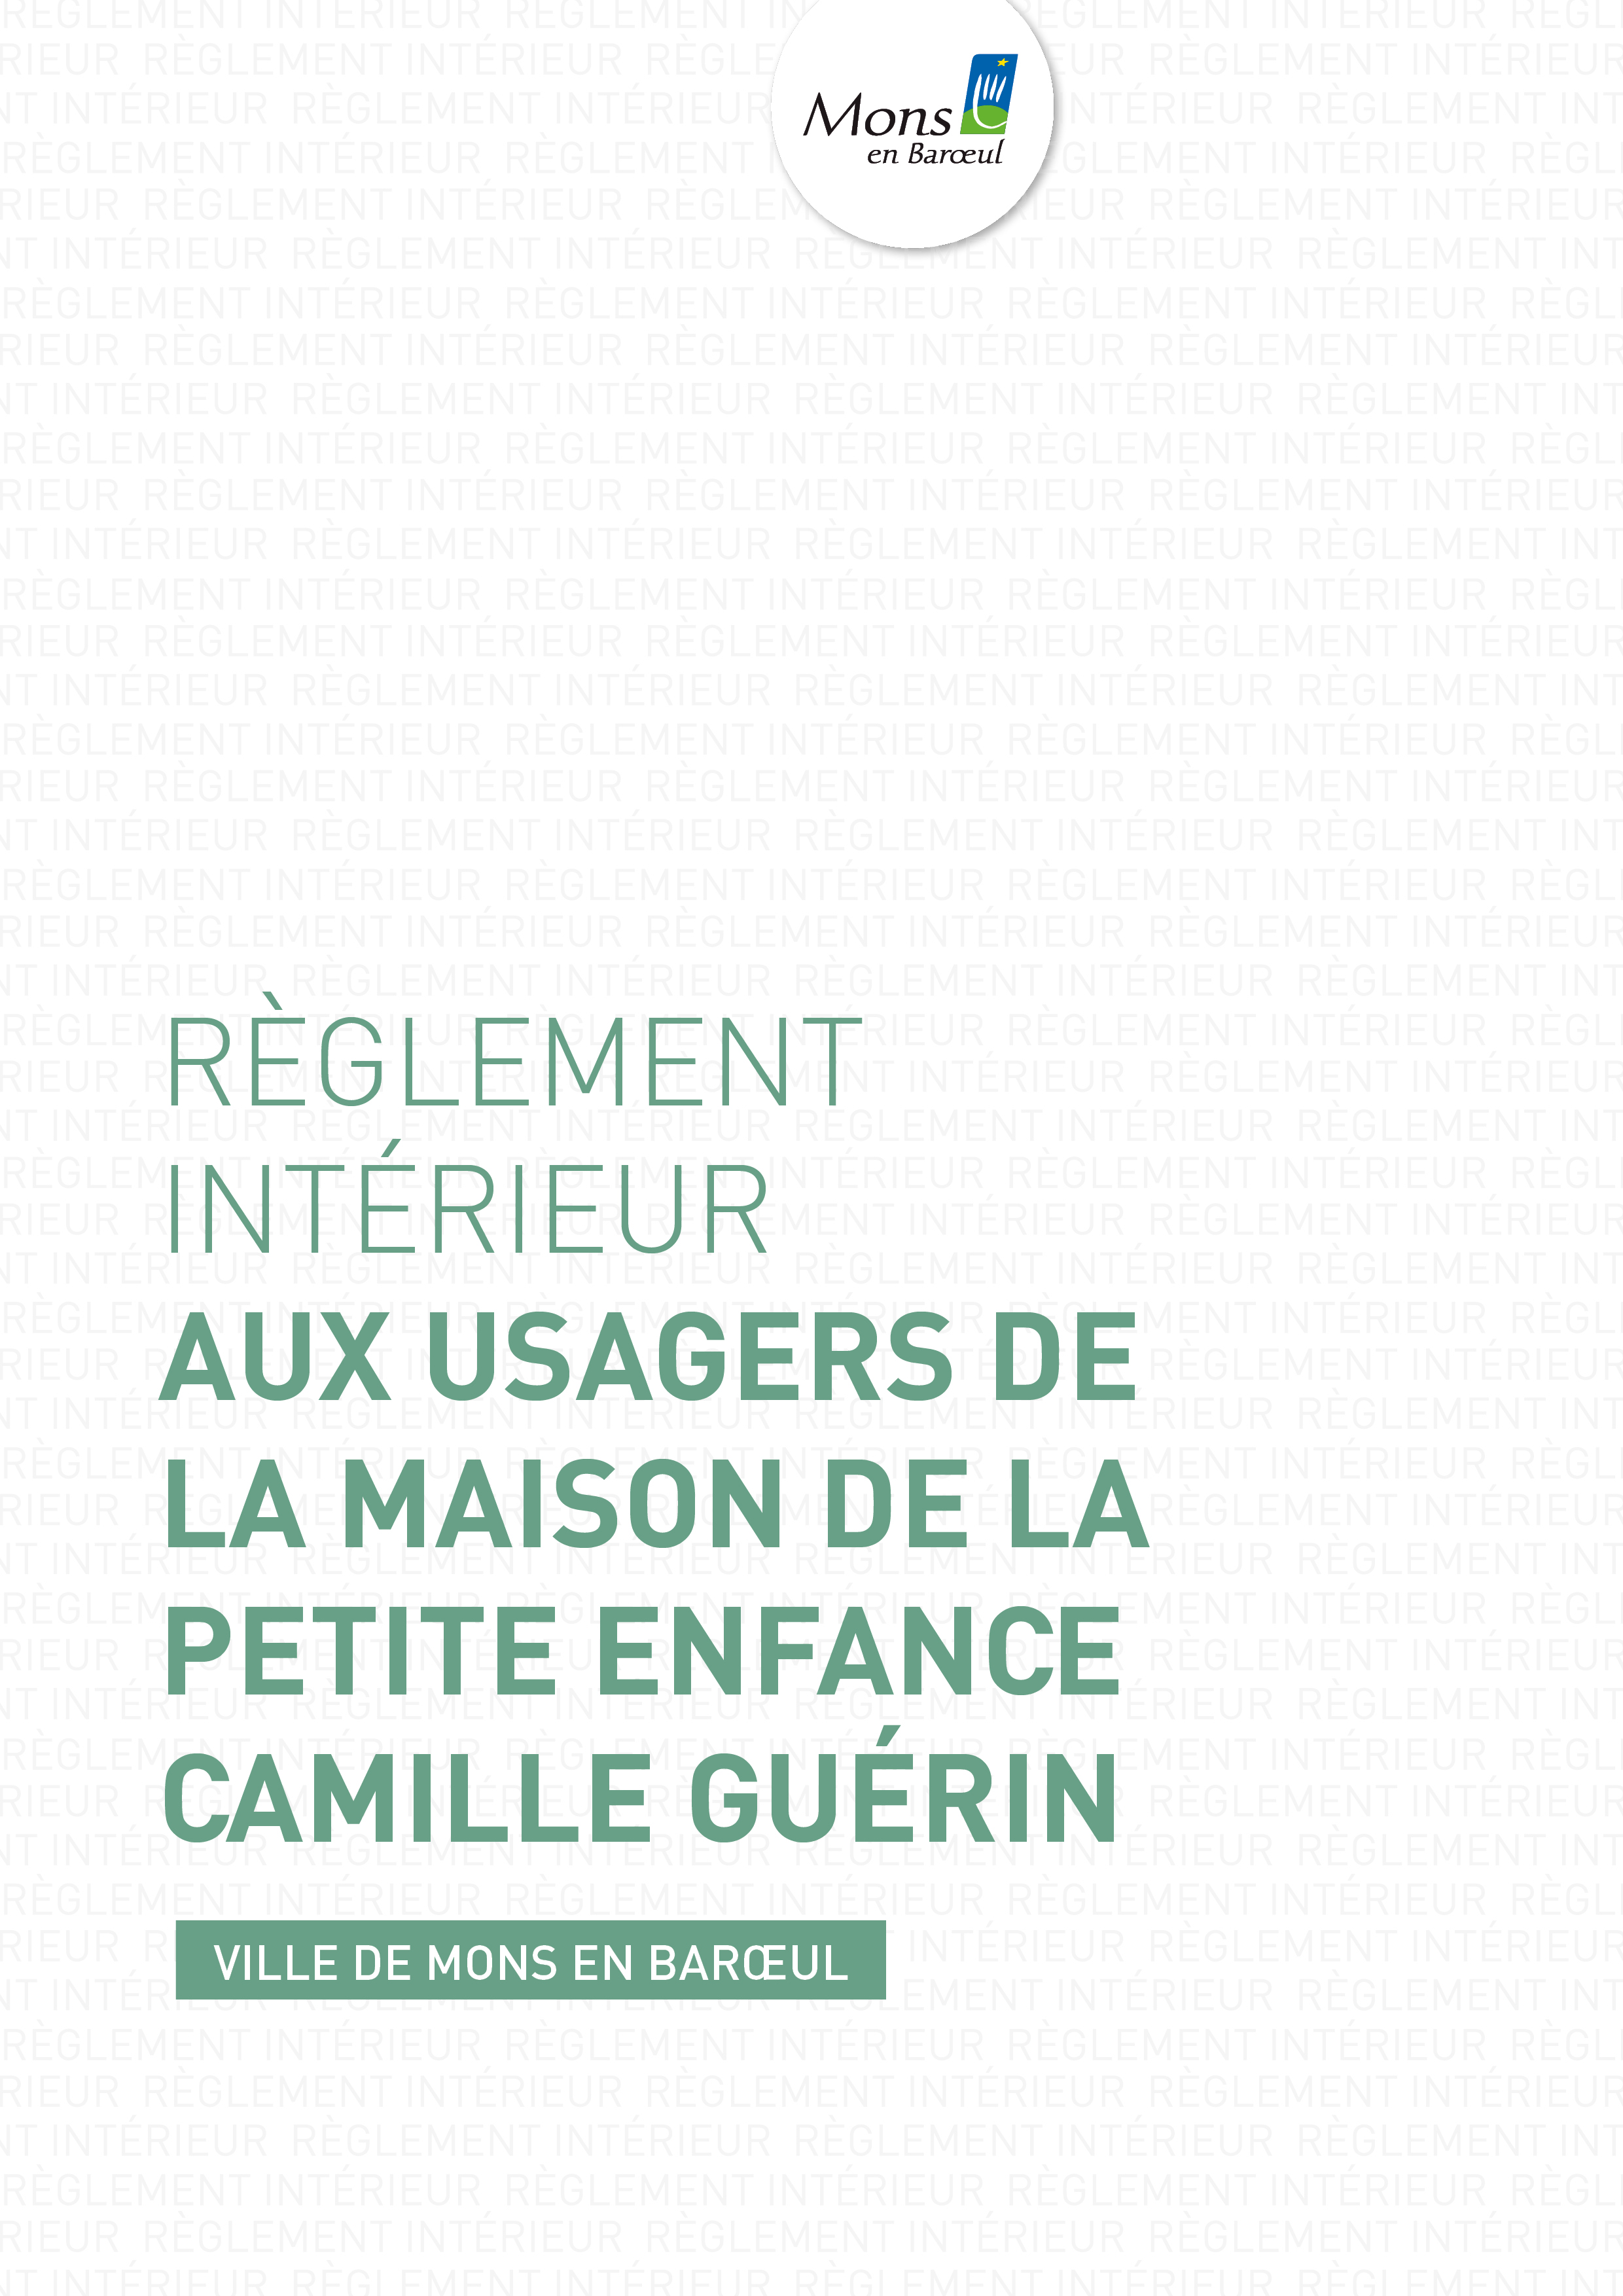 Mons
en Barœul
RÈGLEMENT
INTÉRIEUR
AUX USAGERS DE
LA MAISON DE LA
PETITE ENFANCE
CAMILLE GUÉRIN
VILLE DE MONS EN BARŒUL